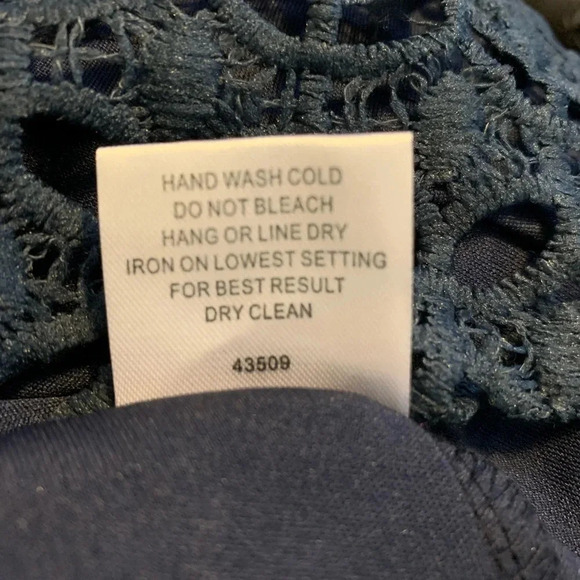 HAND WASH COLD
DO NOT BLEACH
HANG OR LINE DRY
IRON ON LOWEST SETTING
FOR BEST RESULT
DRY CLEAN
43509